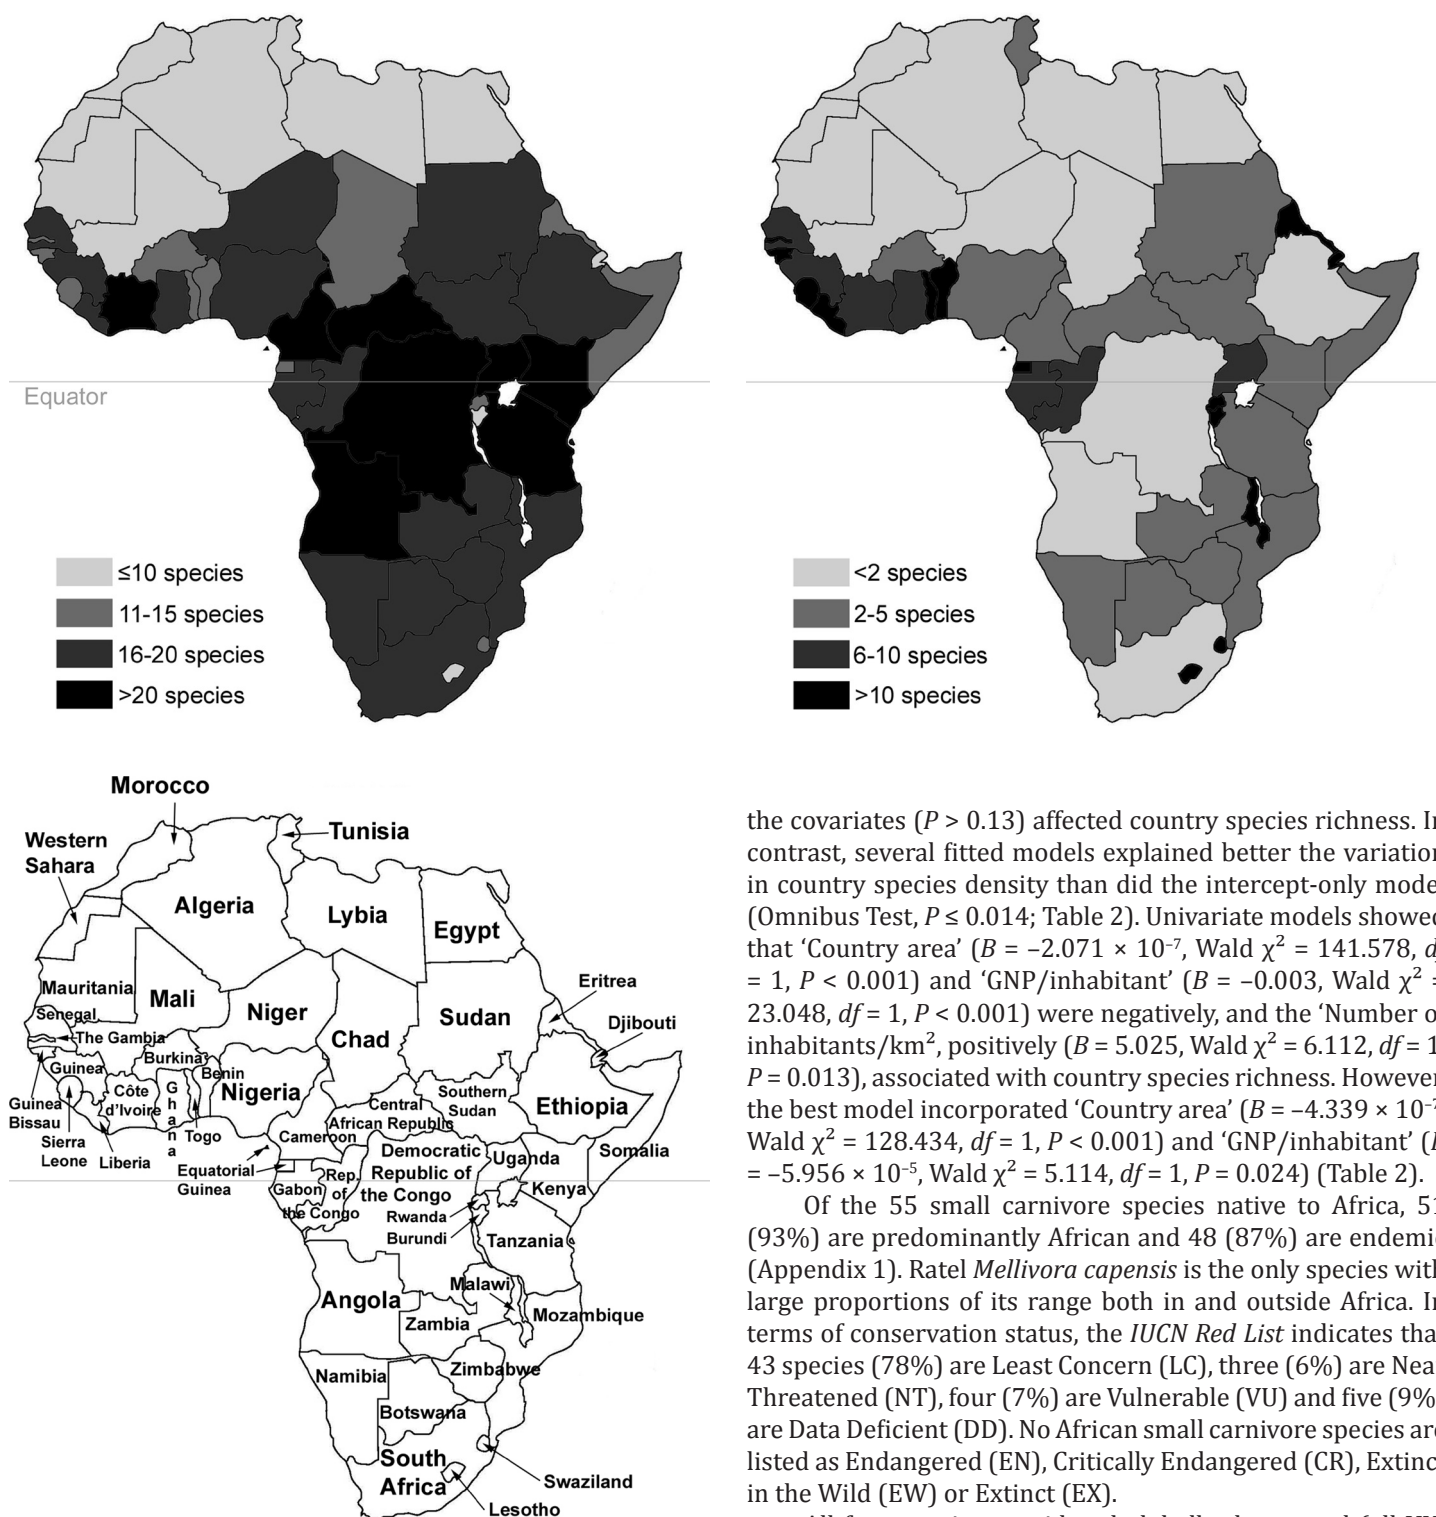 Equator
≤10 species
11-15 species
16-20 species
>20 species
<2 species
2-5 species
6-10 species
>10 species
Morocco
Western
Sahara
Tunisia
Algeria
Lybia
Egypt
Mauritania
Mali
Niger
Chad
Sudan
Eritrea
Djibouti
Senegal
The Gambia
Guinea
Burkina
Benin
Nigeria
Côte
d'Ivoire
Ghana
Guinea
Bissau
Sierra
Leone
Liberia
Togo
Cameroon
Central
African Republic
Southern
Sudan
Ethiopia
Somalia
Equatorial
Guinea
Gabon
Rep.
of
the Congo
Democratic
Republic of
the Congo
Uganda
Kenya
Rwanda
Burundi
Tanzania
Angola
Malawi
Zambia
Mozambique
Namibia
Zimbabwe
Botswana
South
Africa
Swaziland
Lesotho
the covariates (P > 0.13) affected country species richness. In
contrast, several fitted models explained better the variation
in country species density than did the intercept-only mode
(Omnibus Test, P ≤ 0.014; Table 2). Univariate models showed
that ‘Country area’ (B = –2.071 × 10⁻⁷, Wald χ² = 141.578, df
= 1, P < 0.001) and ‘GNP/inhabitant’ (B = –0.003, Wald χ² =
23.048, df = 1, P < 0.001) were negatively, and the ‘Number o
inhabitants/km², positively (B = 5.025, Wald χ² = 6.112, df = 1
P = 0.013), associated with country species richness. However
the best model incorporated ‘Country area’ (B = –4.339 × 10⁻⁷
Wald χ² = 128.434, df = 1, P < 0.001) and ‘GNP/inhabitant’ (B
= –5.956 × 10⁻⁵, Wald χ² = 5.114, df = 1, P = 0.024) (Table 2).
Of the 55 small carnivore species native to Africa, 51
(93%) are predominantly African and 48 (87%) are endemi
(Appendix 1). Ratel Mellivora capensis is the only species with
large proportions of its range both in and outside Africa. In
terms of conservation status, the IUCN Red List indicates tha
43 species (78%) are Least Concern (LC), three (6%) are Nea
Threatened (NT), four (7%) are Vulnerable (VU) and five (9%
are Data Deficient (DD). No African small carnivore species are
listed as Endangered (EN), Critically Endangered (CR), Extinc
in the Wild (EW) or Extinct (EX).